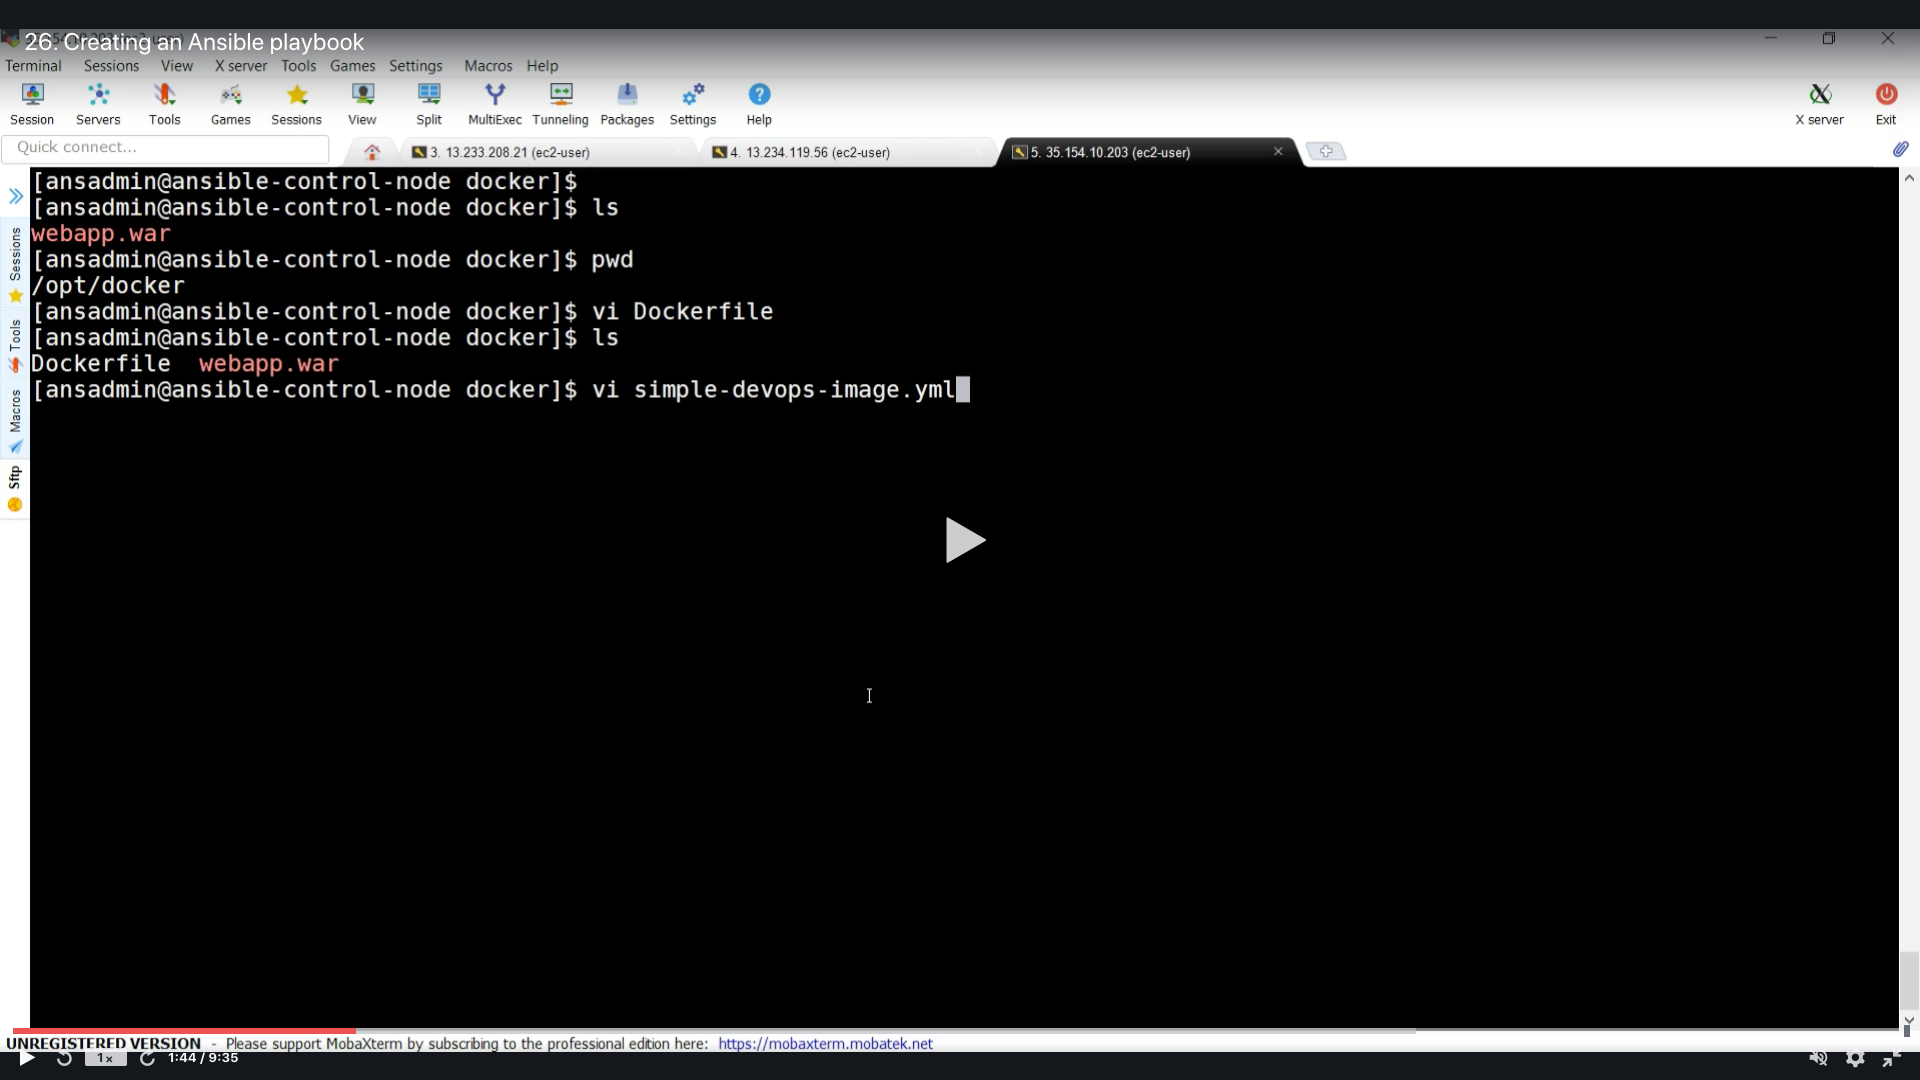 26. Creating an Ansible playbook
Terminal Sessions View X server Tools Games Settings Macros Help
Session Servers Tools Games Sessions View Split MultiExec Tunneling Packages Settings Help X server Exit
Quick connect...
3. 13.233.208.21 (ec2-user)
4. 13.234.119.56 (ec2-user)
5. 35.154.10.203 (ec2-user)
[ansadmin@ansible-control-node docker]$
[ansadmin@ansible-control-node docker]$ ls
webapp.war
[ansadmin@ansible-control-node docker]$ pwd
/opt/docker
[ansadmin@ansible-control-node docker]$ vi Dockerfile
[ansadmin@ansible-control-node docker]$ ls
Dockerfile webapp.war
[ansadmin@ansible-control-node docker]$ vi simple-devops-image.yml
Sessions
Tools
Macros
Sftp
UNREGISTERED VERSION - Please support MobaXterm by subscribing to the professional edition here: https://mobaxterm.mobatek.net
1x 1:44 / 9:35